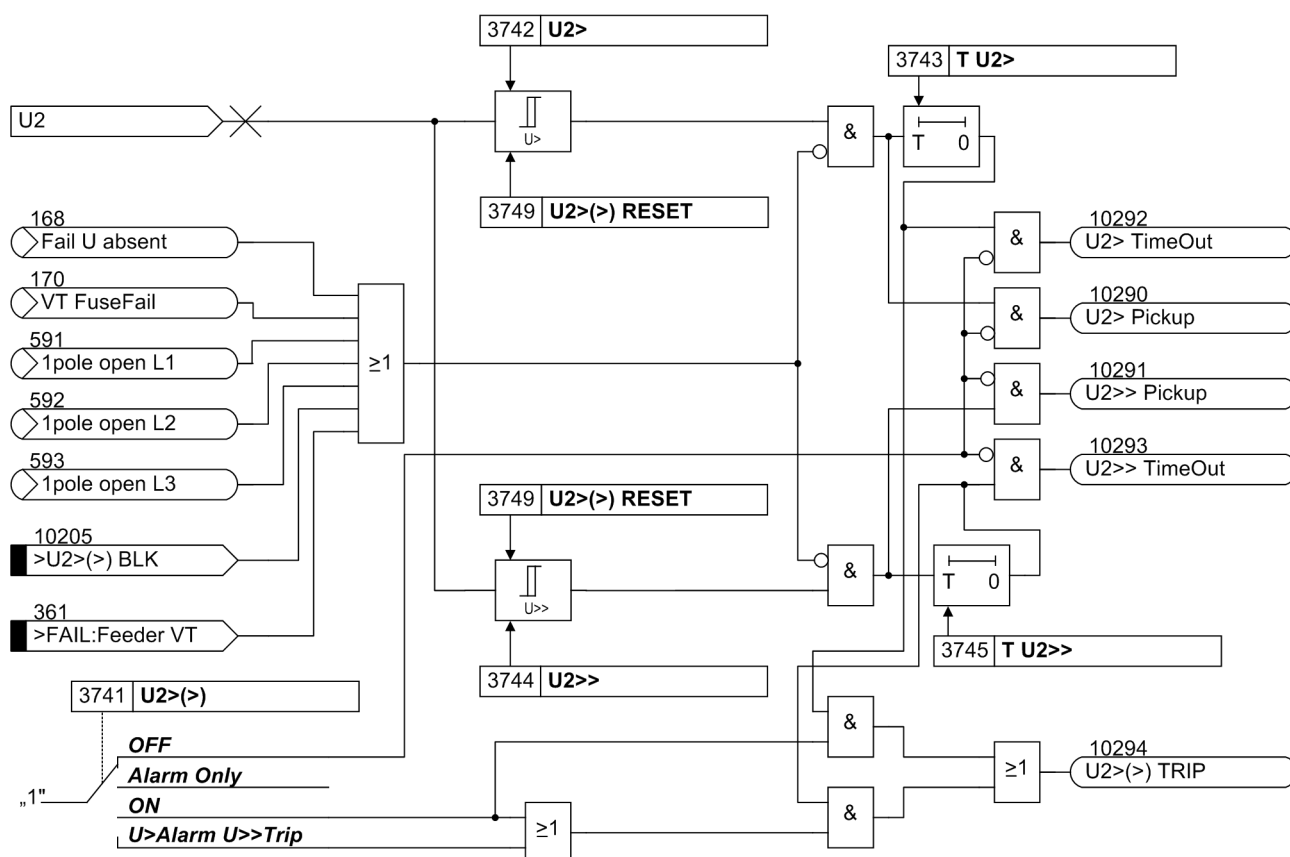 3742 U2>
3743 T U2>
U2
U>
&
T 0
3749 U2>(>) RESET
168
Fail U absent
10292
& U2> TimeOut
170
VT FuseFail
10290
& U2> Pickup
591
1pole open L1
≥1
10291
& U2>> Pickup
592
1pole open L2
10293
& U2>> TimeOut
593
1pole open L3
3749 U2>(>) RESET
10205
>U2>(>) BLK
U>>
&
T 0
361
>FAIL:Feeder VT
3745 T U2>>
3744 U2>>
3741 U2>(>)
&
OFF
10294
≥1 U2>(>) TRIP
Alarm Only
„1"
ON
&
U>Alarm U>>Trip
≥1